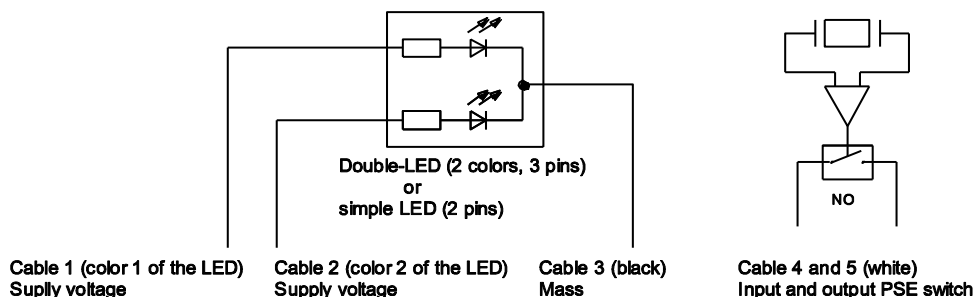 Double-LED (2 colors, 3 pins)
or
simple LED (2 pins)
NO
Cable 1 (color 1 of the LED)
Suplly voltage
Cable 2 (color 2 of the LED)
Supply voltage
Cable 3 (black)
Mass
Cable 4 and 5 (white)
Input and output PSE switch